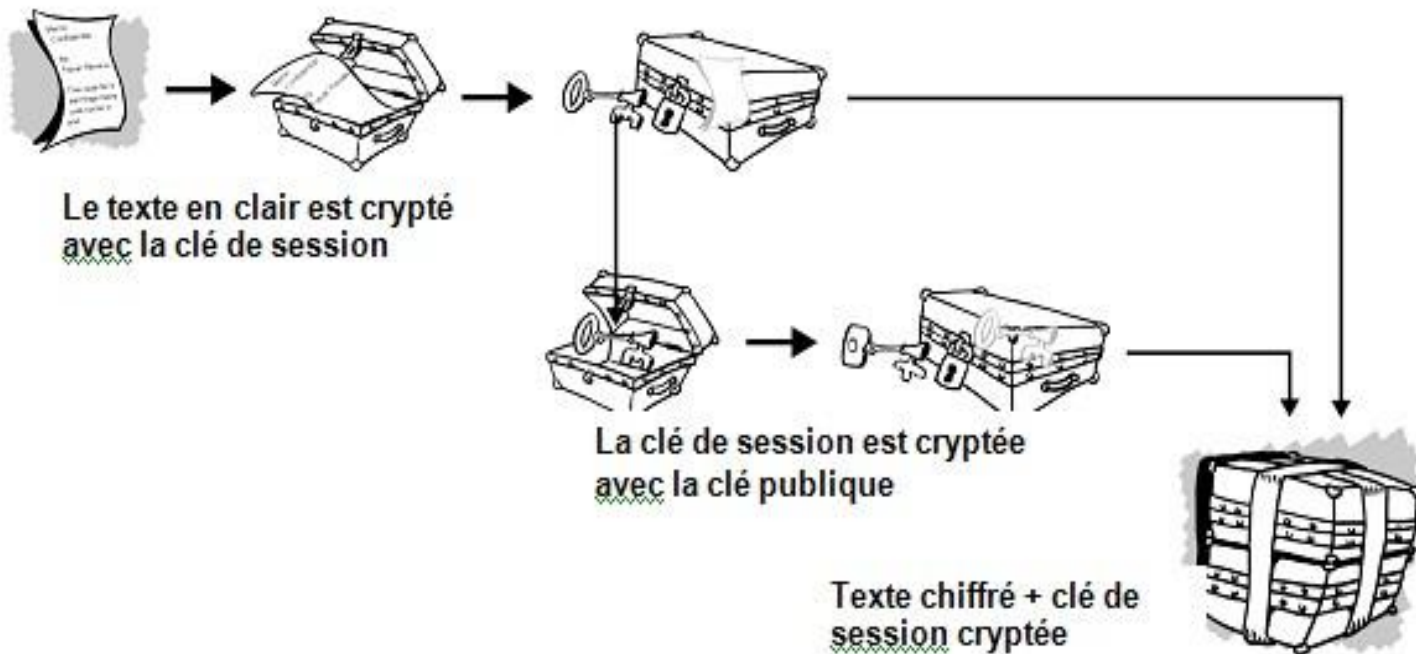 Le texte en clair est crypté
avec la clé de session
La clé de session est cryptée
avec la clé publique
Texte chiffré + clé de
session cryptée